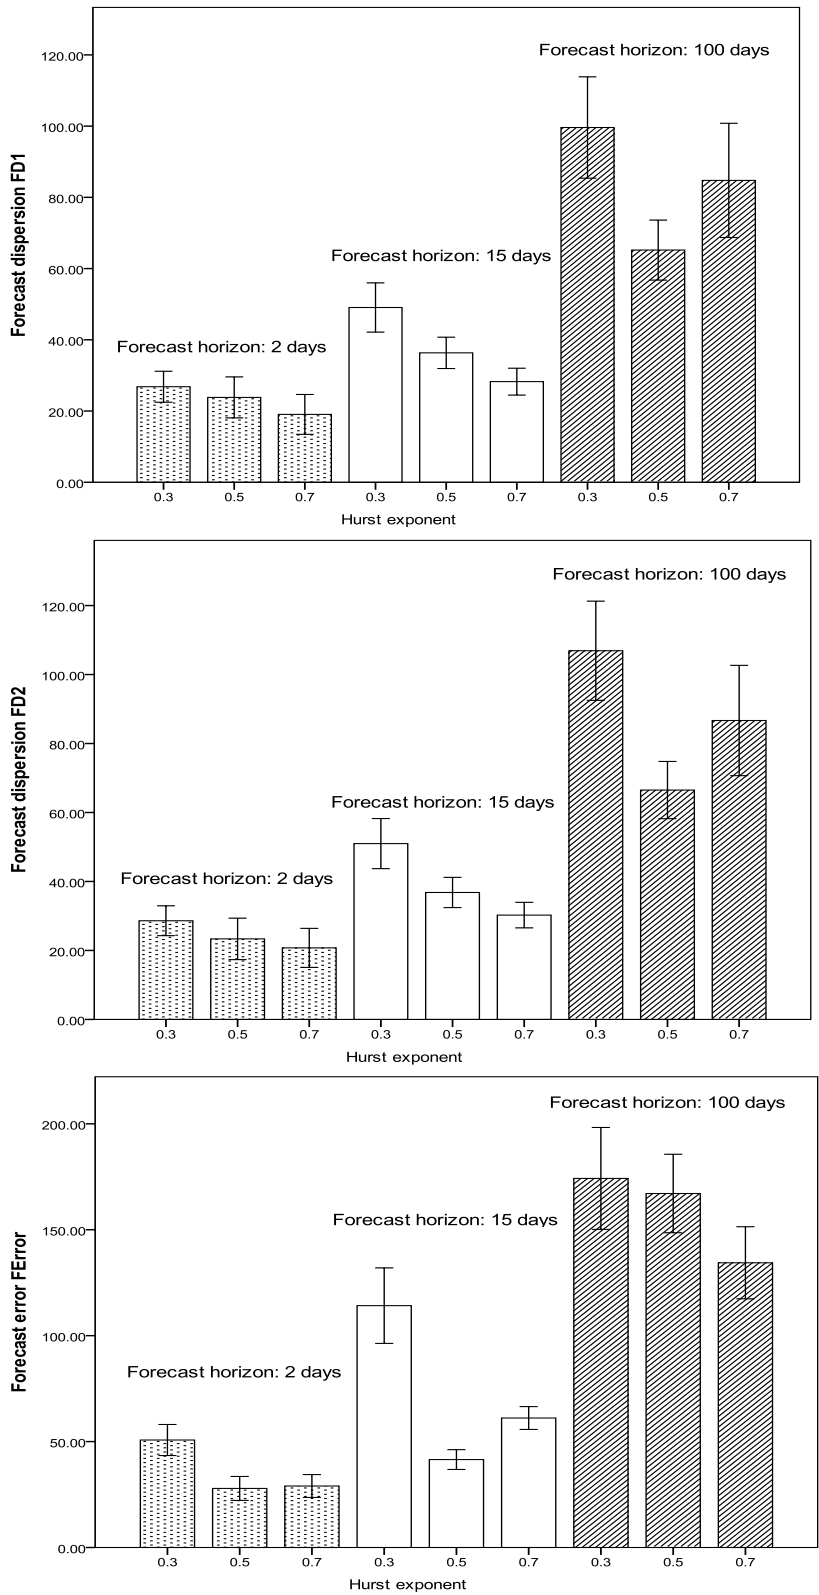 Forecast horizon: 100 days
120.00
100.00
80.00
Forecast horizon: 15 days
60.00
Forecast horizon: 2 days
40.00
20.00
0.00
Forecast dispersion FD1
0.3 0.5 0.7 0.3 0.5 0.7 0.3 0.5 0.7
Hurst exponent
Forecast horizon: 100 days
120.00
100.00
80.00
Forecast horizon: 15 days
60.00
Forecast horizon: 2 days
40.00
20.00
0.00
Forecast dispersion FD2
0.3 0.5 0.7 0.3 0.5 0.7 0.3 0.5 0.7
Hurst exponent
Forecast horizon: 100 days
200.00
Forecast horizon: 15 days
150.00
100.00
Forecast horizon: 2 days
50.00
0.00
Forecast error FError
0.3 0.5 0.7 0.3 0.5 0.7 0.3 0.5 0.7
Hurst exponent